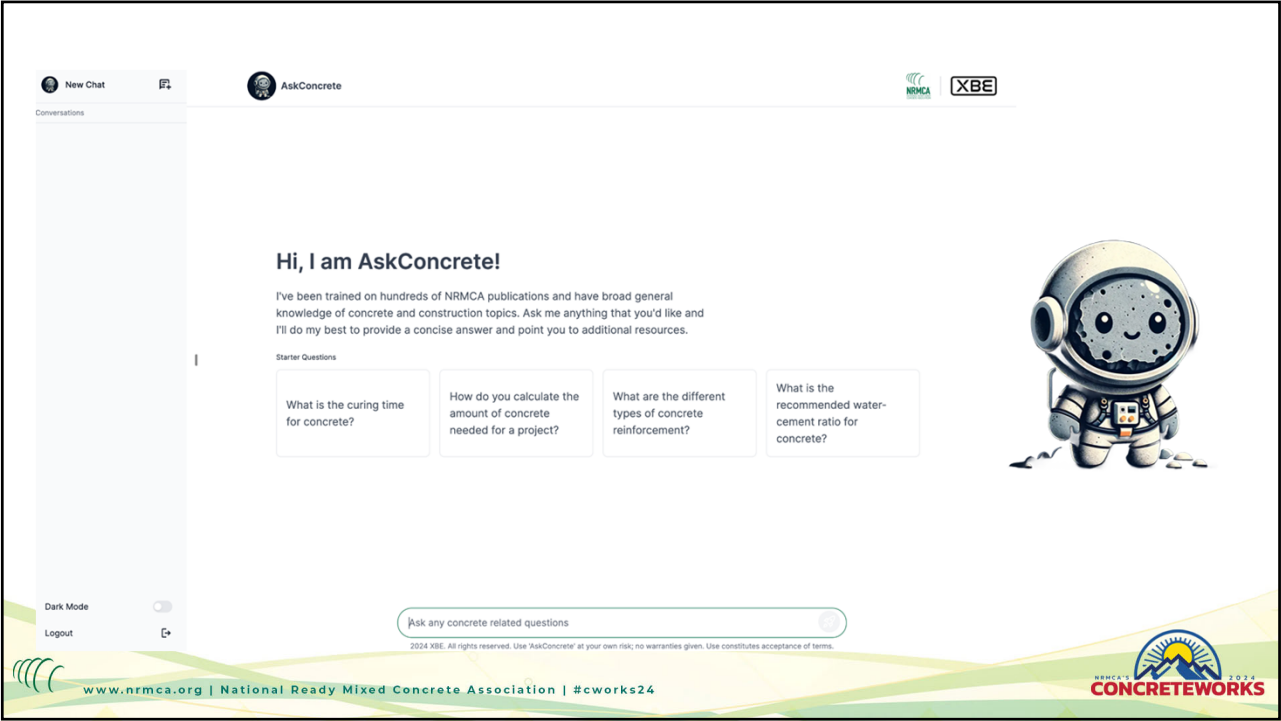 New Chat
Conversations
AskConcrete
NRMCA
XBE
Hi, I am AskConcrete!
I've been trained on hundreds of NRMCA publications and have broad general
knowledge of concrete and construction topics. Ask me anything that you'd like and
I'll do my best to provide a concise answer and point you to additional resources.
Starter Questions
What is the curing time
for concrete?
How do you calculate the
amount of concrete
needed for a project?
What are the different
types of concrete
reinforcement?
What is the
recommended water-
cement ratio for
concrete?
Dark Mode
Logout
Ask any concrete related questions
2024 XBE. All rights reserved. Use 'AskConcrete' at your own risk; no warranties given. Use constitutes acceptance of terms.
www.nrmca.org | National Ready Mixed Concrete Association | #cworks24
NRMCA'S 2024
CONCRETEWORKS